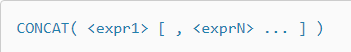 CONCAT( <expr1> [ , <exprN> ... ] )